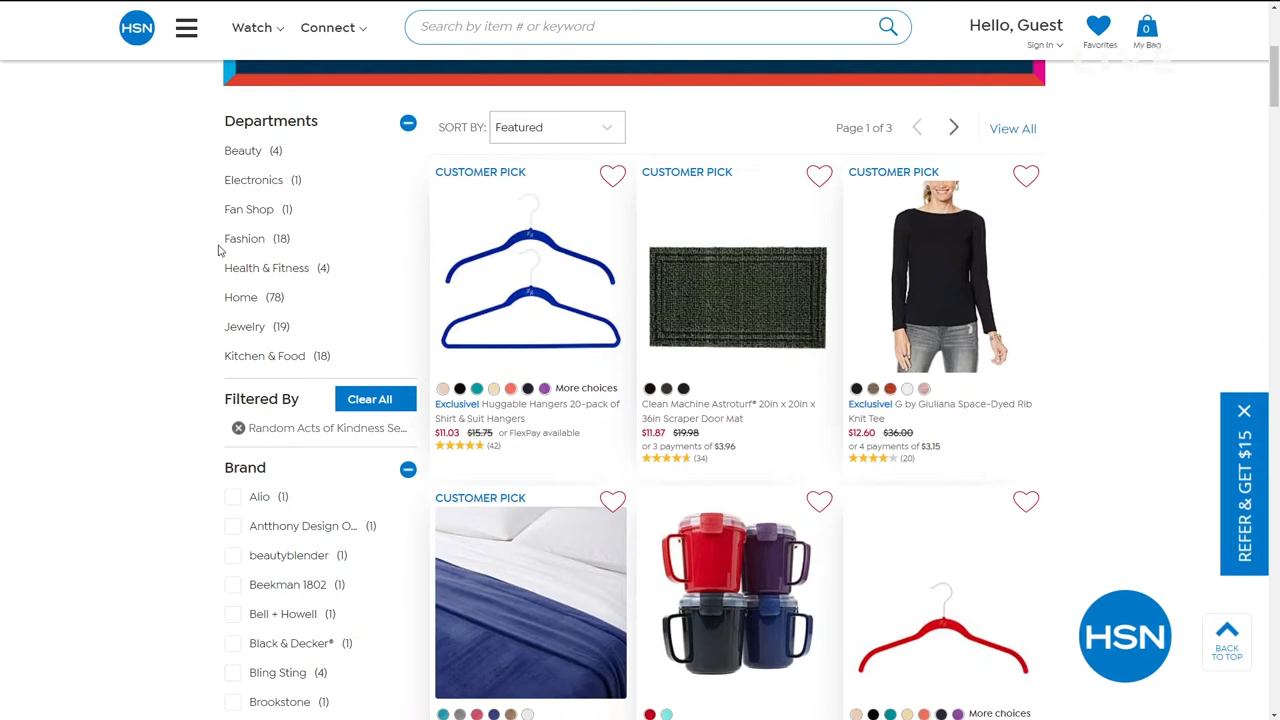 HSN
Watch
Connect
Search by item # or keyword
Hello, Guest
Sign In
Favorites
0
My Bag
Departments
Beauty (4)
Electronics (1)
Fan Shop (1)
Fashion (18)
Health & Fitness (4)
Home (78)
Jewelry (19)
Kitchen & Food (18)
Filtered By
Clear All
Random Acts of Kindness Se...
Brand
Alio (1)
Antthony Design O... (1)
beautyblender (1)
Beekman 1802 (1)
Bell + Howell (1)
Black & Decker® (1)
Bling Sting (4)
Brookstone (1)
SORT BY: Featured
Page 1 of 3
View All
CUSTOMER PICK
More choices
Exclusive! Huggable Hangers 20-pack of
Shirt & Suit Hangers
$11.03 $15.75 or FlexPay available
(42)
CUSTOMER PICK
Clean Machine Astroturf® 20in x 20in x
36in Scraper Door Mat
$11.87 $19.98
or 3 payments of $3.96
(34)
CUSTOMER PICK
Exclusive! G by Giuliana Space-Dyed Rib
Knit Tee
$12.60 $36.00
or 4 payments of $3.15
(20)
CUSTOMER PICK
More choices
REFER & GET $15
HSN
BACK
TO TOP